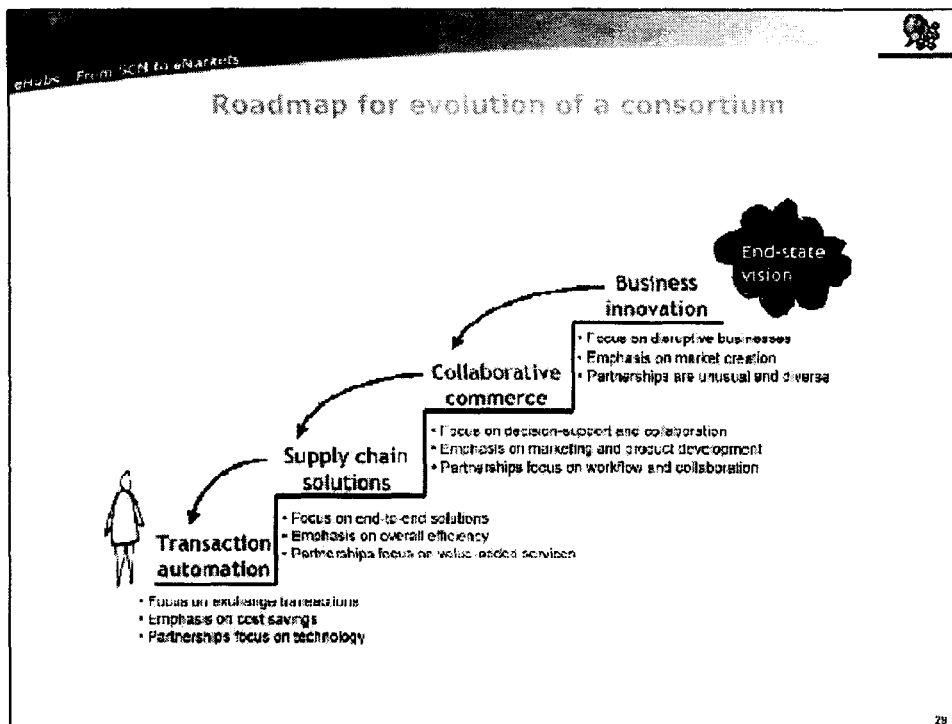 eHubs: From SCN to eMarkets
Roadmap for evolution of a consortium
End-state
vision
Business
innovation
• Focus on disruptive businesses
• Emphasis on market creation
• Partnerships are unusual and diverse
Collaborative
commerce
• Focus on decision-support and collaboration
• Emphasis on marketing and product development
• Partnerships focus on workflow and collaboration
Supply chain
solutions
• Focus on end-to-end solutions
• Emphasis on overall efficiency
• Partnerships focus on value-added services
Transaction
automation
• Focus on exchange transactions
• Emphasis on cost savings
• Partnerships focus on technology
29